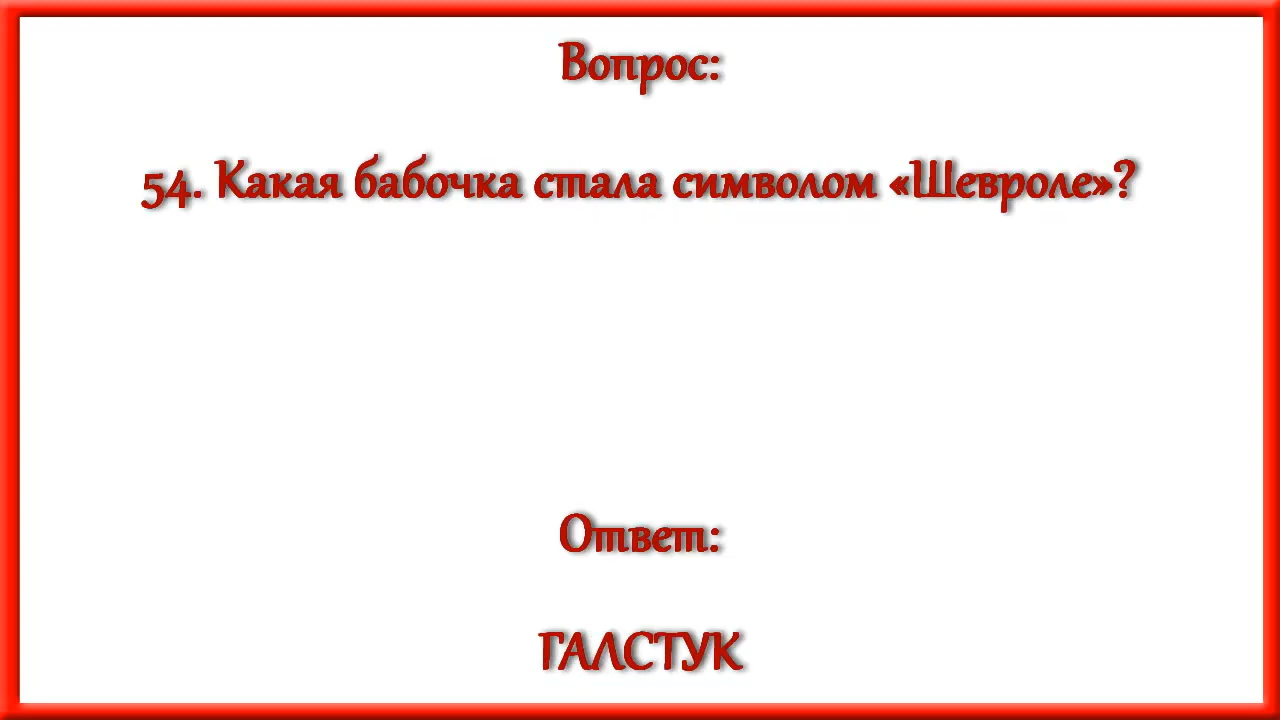 Вопрос:
54. Какая бабочка стала символом «Шевроле»?
Ответ:
ГАЛСТУК